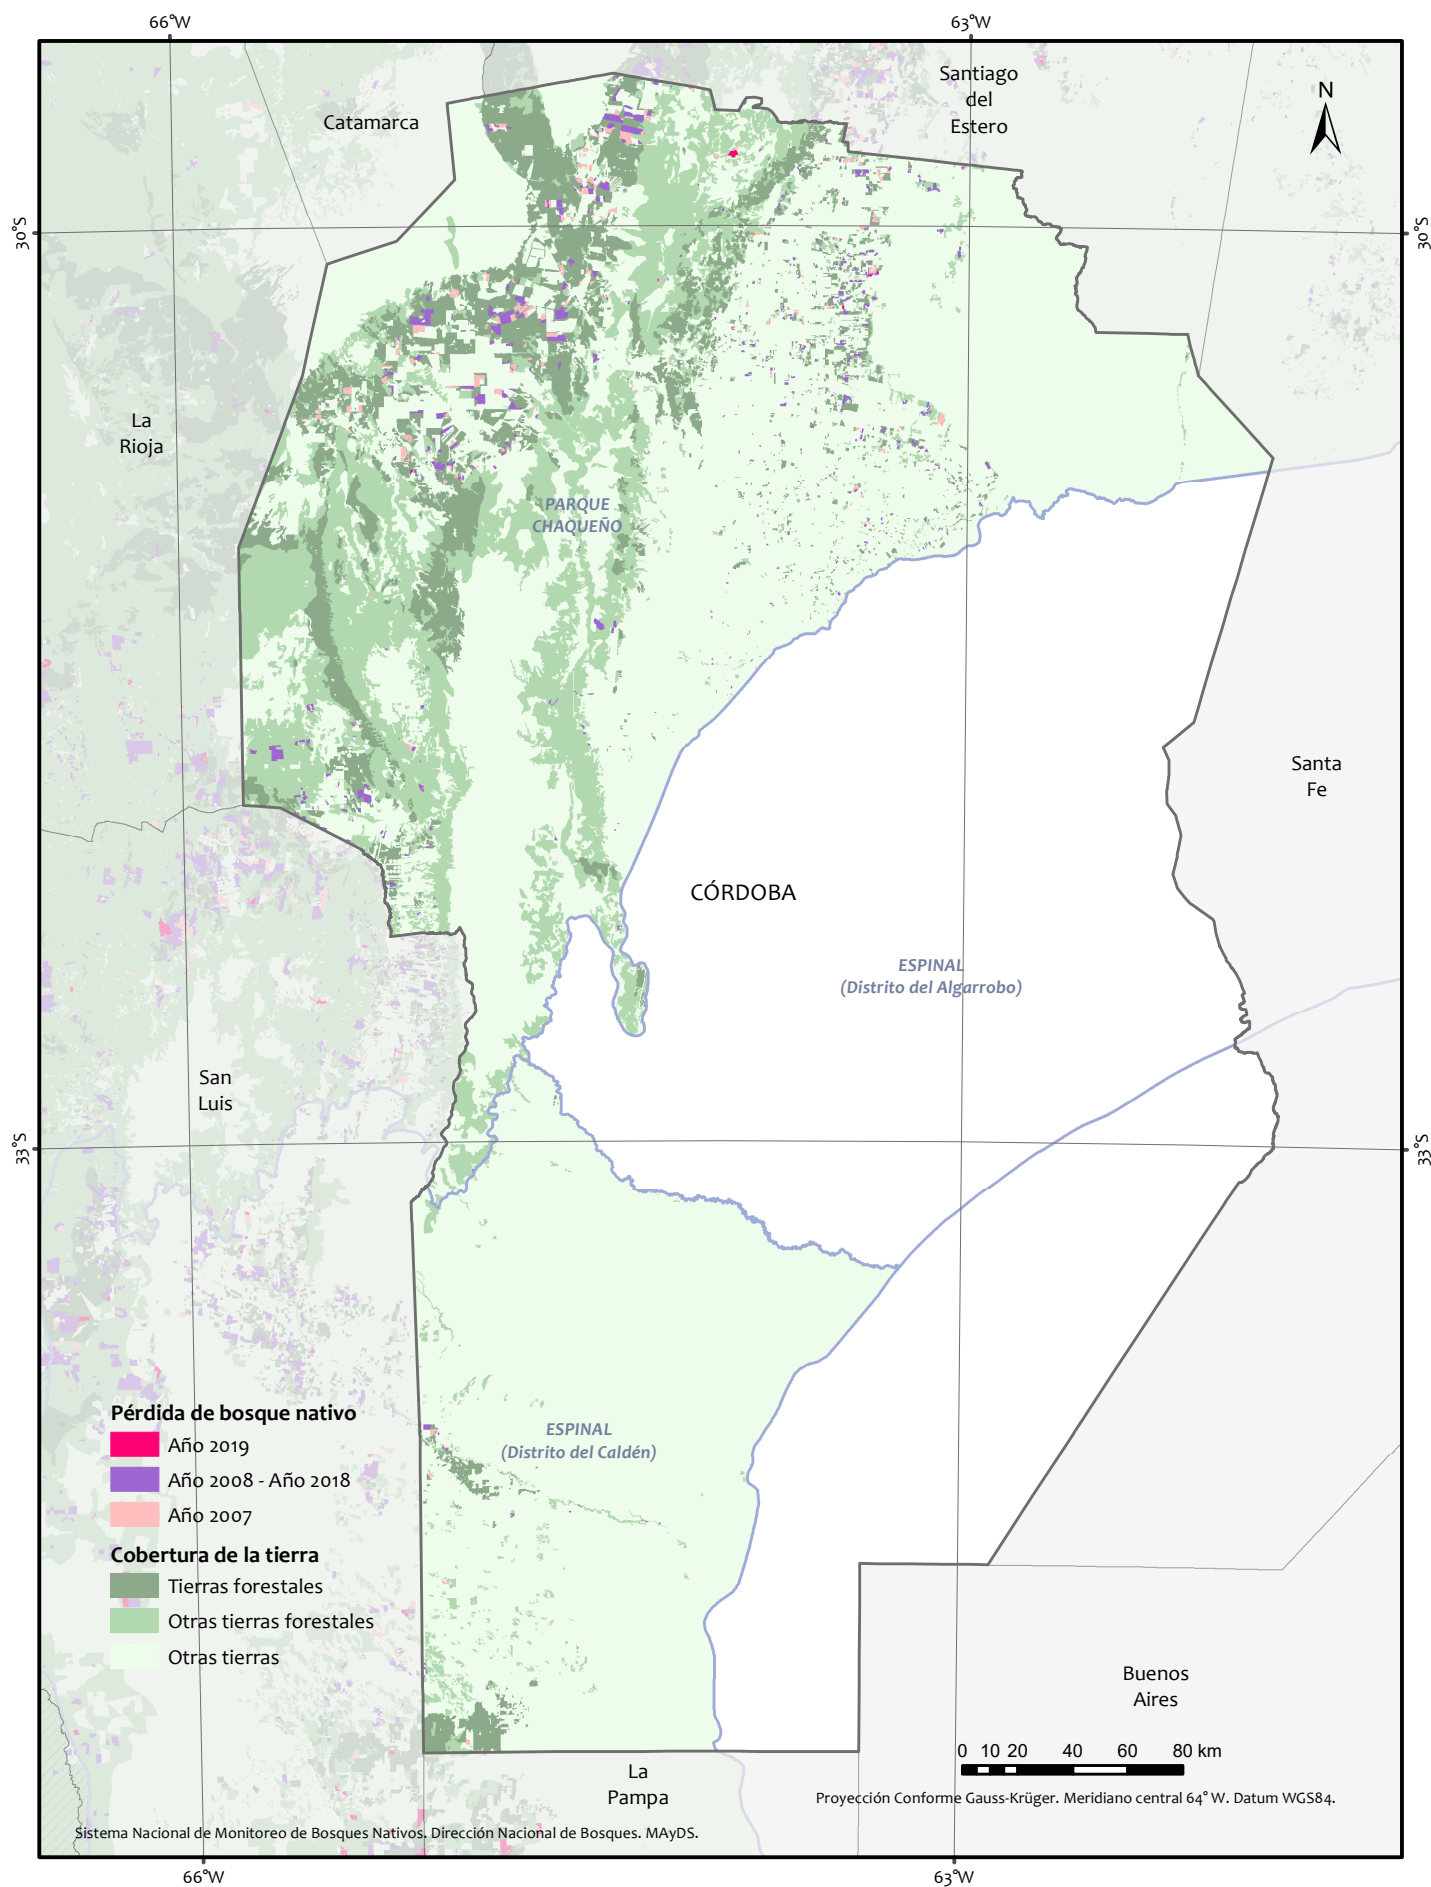 66°W
63°W
Santiago
del
Estero
N
Catamarca
30°S
30°S
La
Rioja
PARQUE
CHAQUEÑO
Santa
Fe
CÓRDOBA
ESPINAL
(Distrito del Algarrobo)
San
Luis
33°S
33°S
Pérdida de bosque nativo
Año 2019
Año 2008 - Año 2018
Año 2007
Cobertura de la tierra
Tierras forestales
Otras tierras forestales
Otras tierras
ESPINAL
(Distrito del Caldén)
Buenos
Aires
La
Pampa
0 10 20 40 60 80 km
Proyección Conforme Gauss-Krüger. Meridiano central 64° W. Datum WGS84.
Sistema Nacional de Monitoreo de Bosques Nativos. Dirección Nacional de Bosques. MAyDS.
66°W
63°W